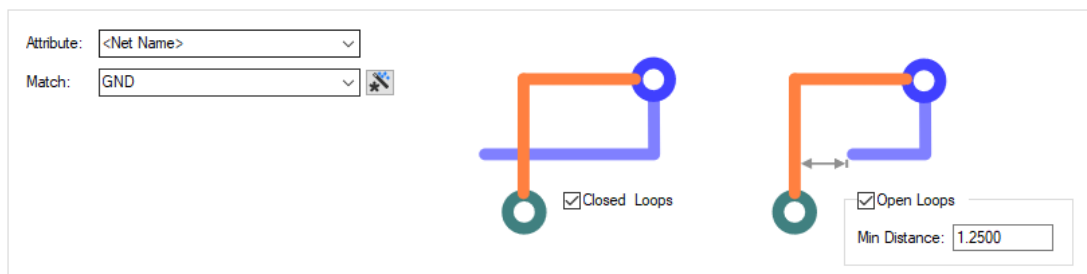 Attribute: <Net Name>
Match: GND
Closed Loops
Open Loops
Min Distance: 1.2500